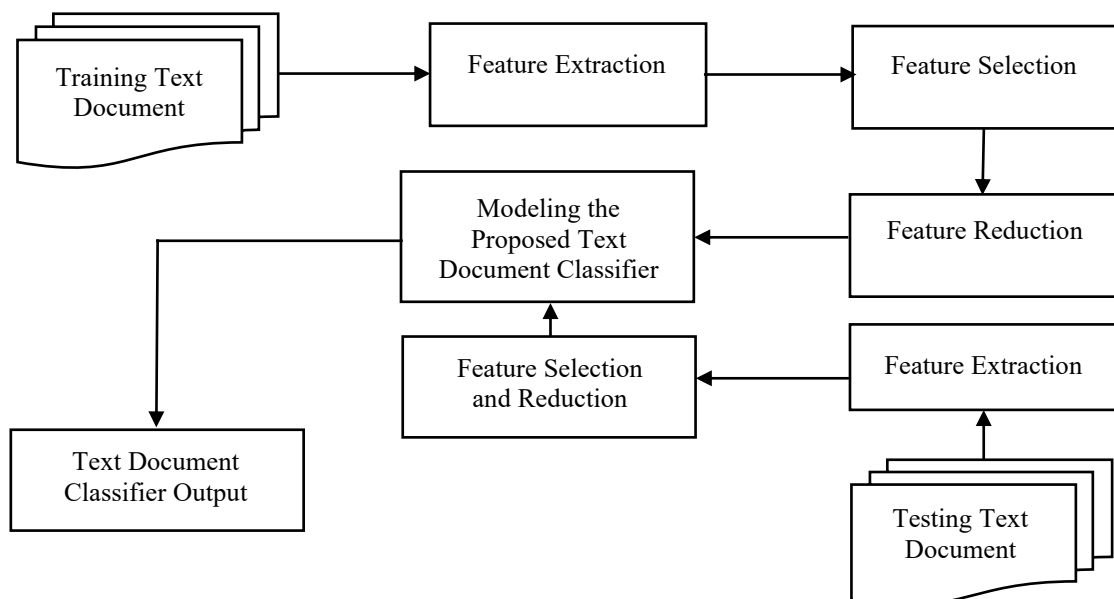 Training Text
Document
Feature Extraction
Feature Selection
Modeling the
Proposed Text
Document Classifier
Feature Reduction
Feature Selection
and Reduction
Feature Extraction
Text Document
Classifier Output
Testing Text
Document